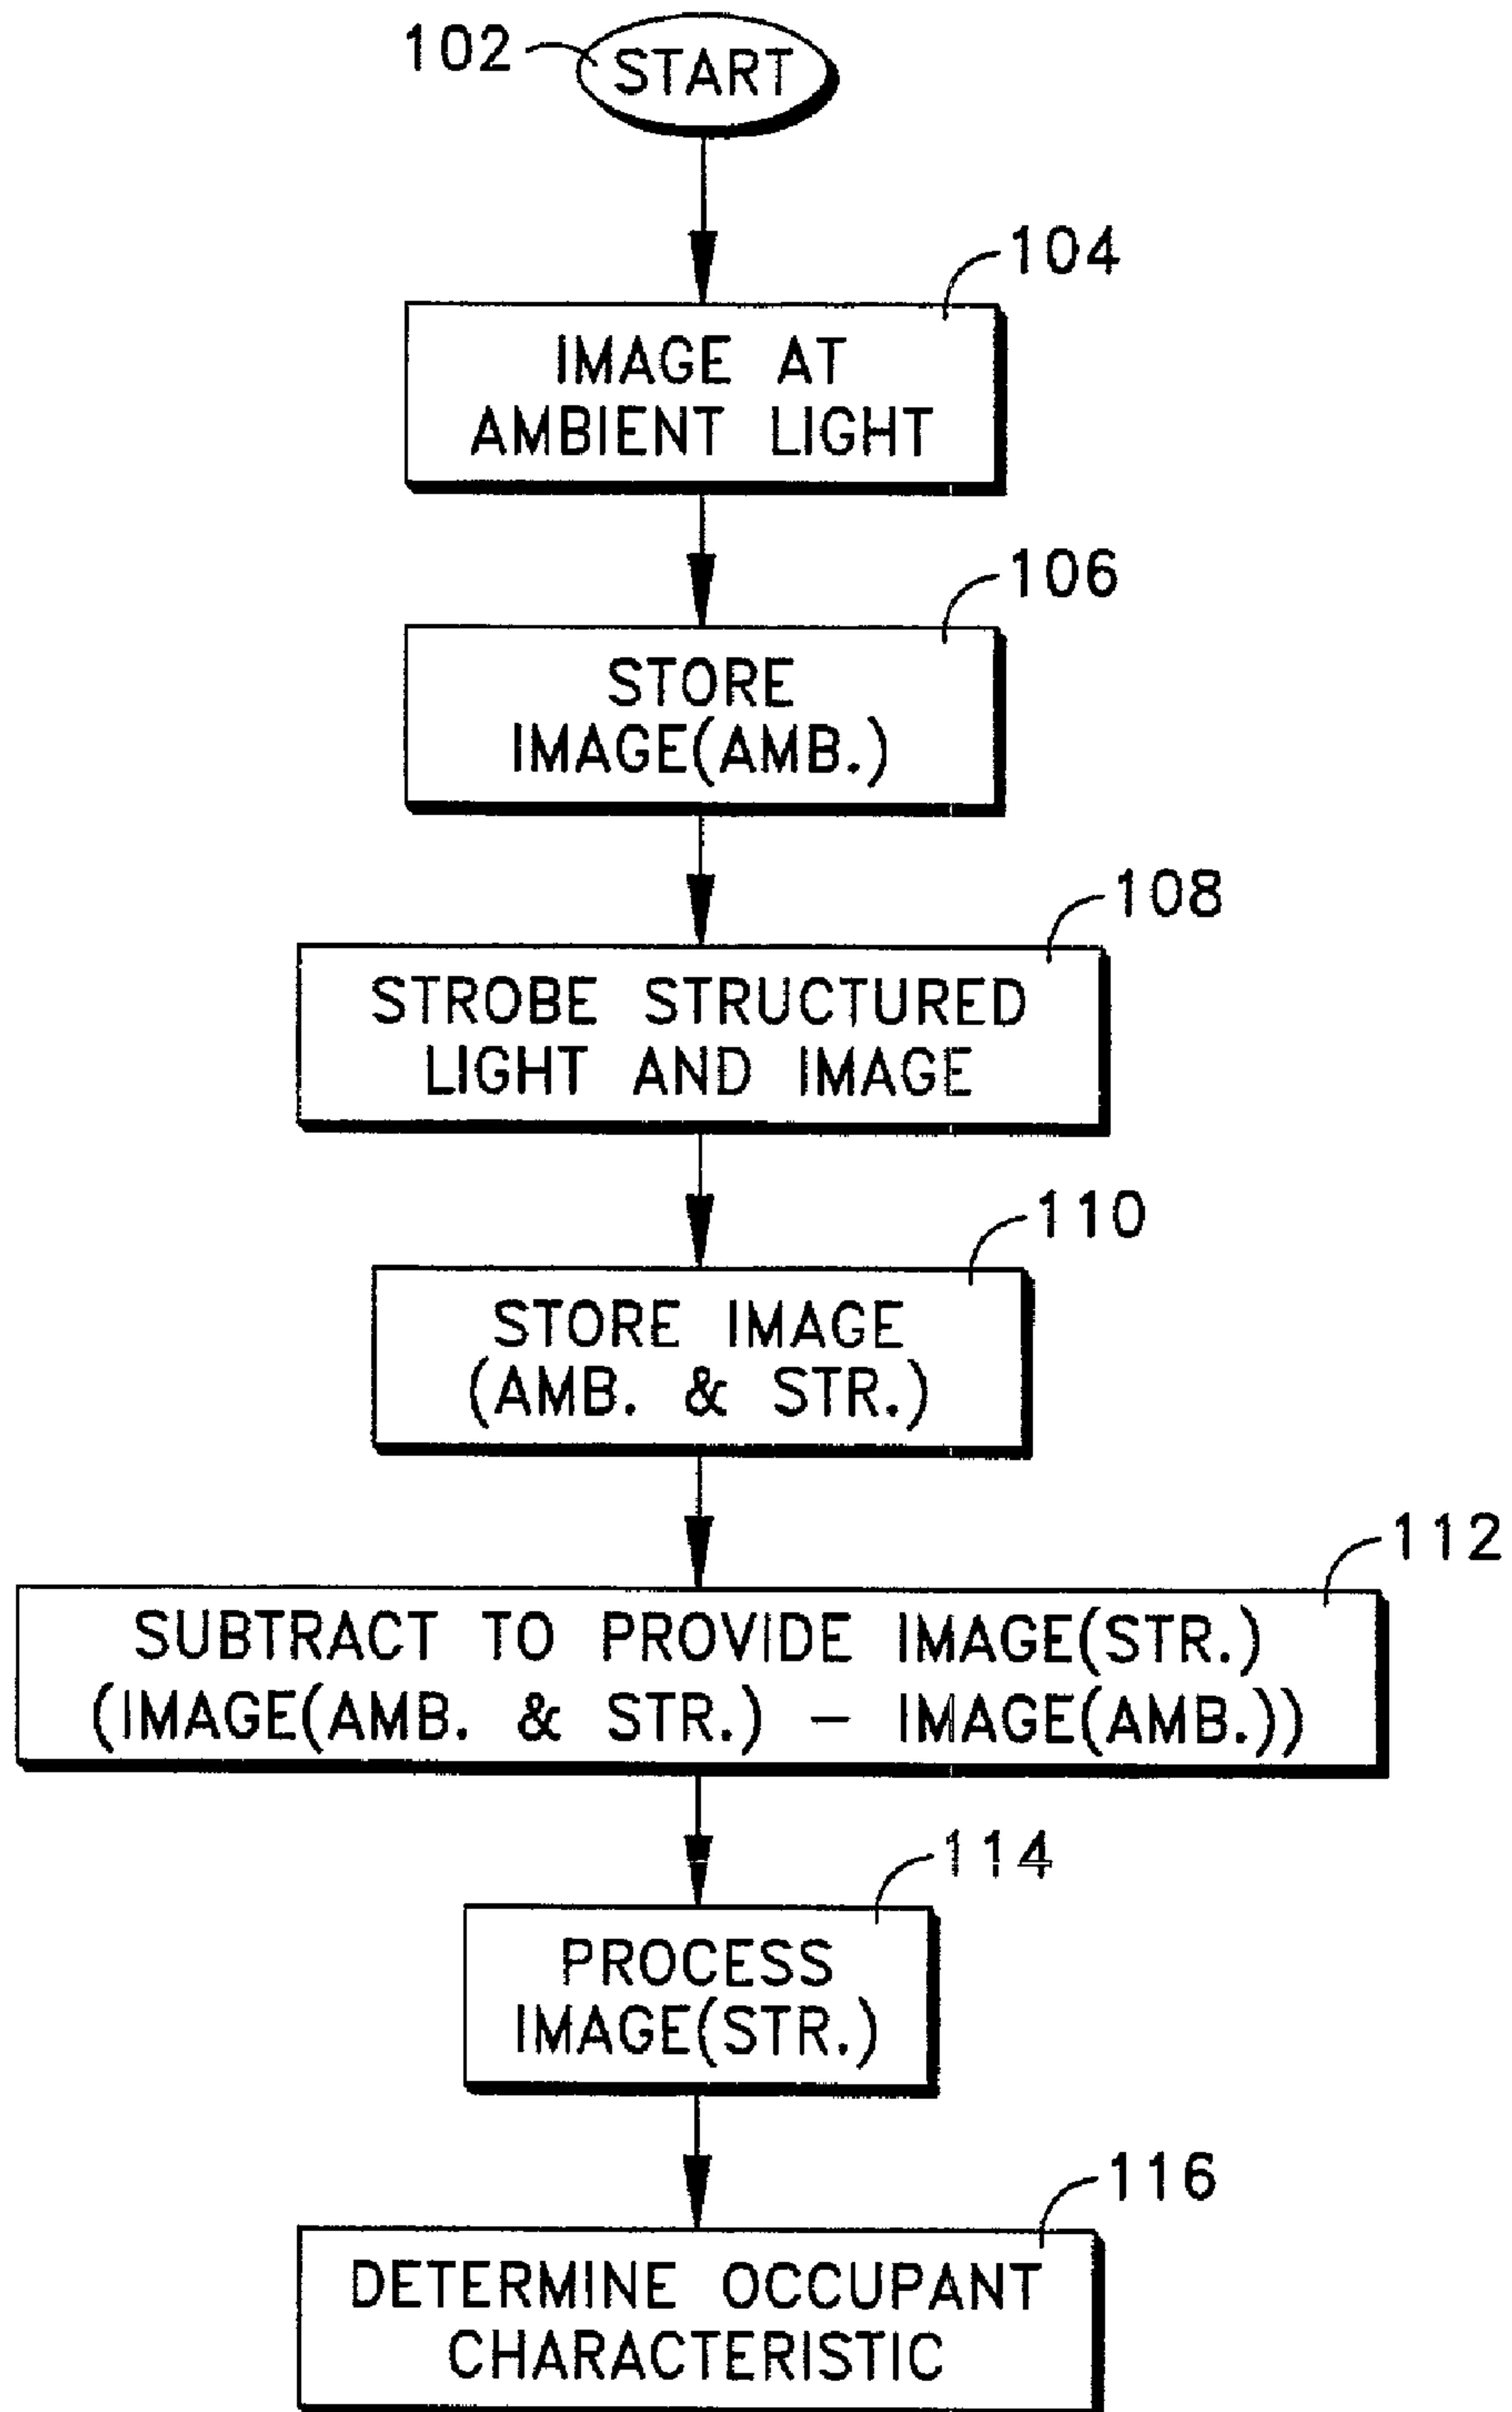 102
START
104
IMAGE AT
AMBIENT LIGHT
106
STORE
IMAGE(AMB.)
108
STROBE STRUCTURED
LIGHT AND IMAGE
110
STORE IMAGE
(AMB. & STR.)
112
SUBTRACT TO PROVIDE IMAGE(STR.)
(IMAGE(AMB. & STR.) - IMAGE(AMB.))
114
PROCESS
IMAGE(STR.)
116
DETERMINE OCCUPANT
CHARACTERISTIC